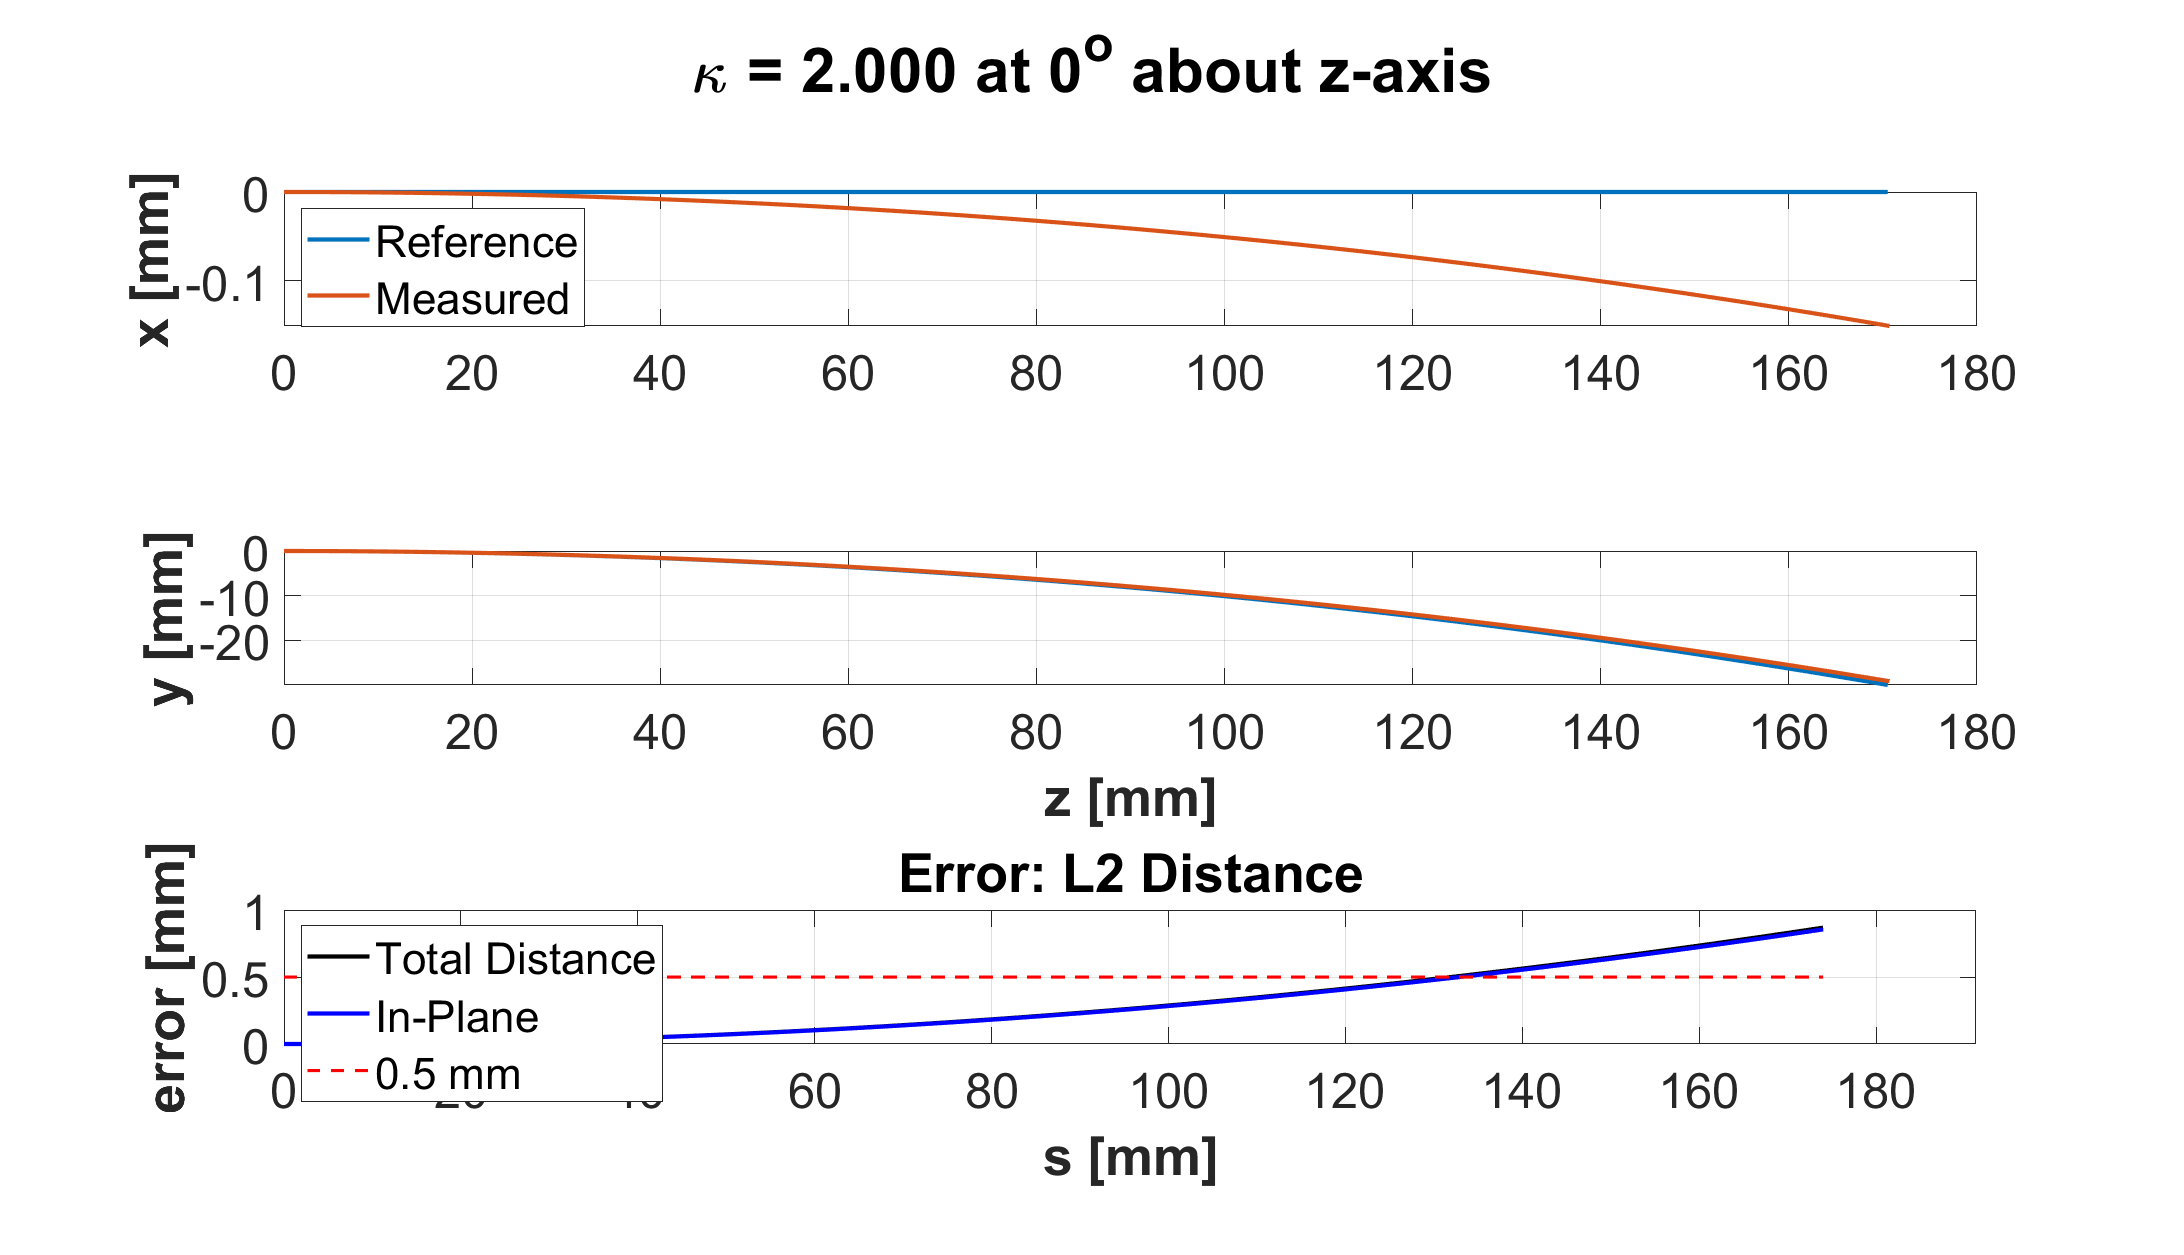 κ = 2.000 at 0° about z-axis
x [mm]
0
-0.1
Reference
Measured
0 20 40 60 80 100 120 140 160 180
y [mm]
0
-10
-20
0 20 40 60 80 100 120 140 160 180
z [mm]
Error: L2 Distance
error [mm]
1
0.5
0
Total Distance
In-Plane
0.5 mm
0 60 80 100 120 140 160 180
s [mm]